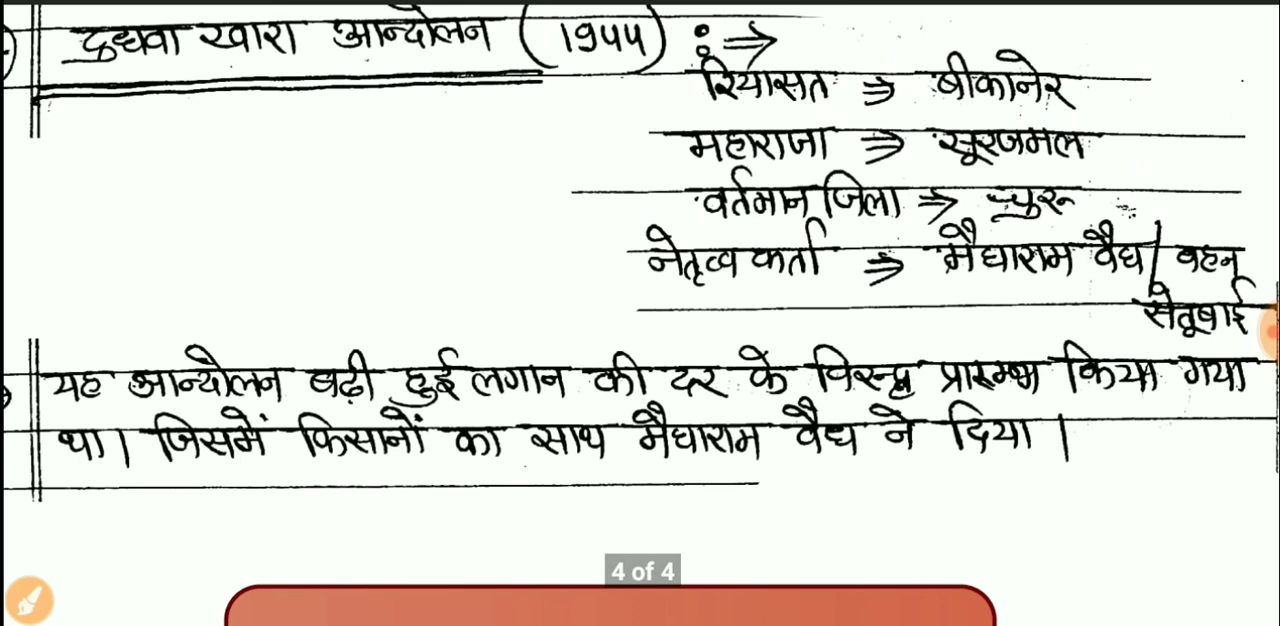 दुधवा खारा आन्दोलन (1944) :⇒
रियासत ⇒ बीकानेर
महाराजा ⇒ सूरजमल
वर्तमान जिला ⇒ चुरू
नेतृत्व कर्ता ⇒ मैघाराम वैध / बहन
सेतूबाई
यह आन्दोलन बढी हुई लगान की दर के विरूद्ध प्रारम्भ किया गया
था। जिसमें किसानों का साथ मैघाराम वैध ने दिया।
4 of 4